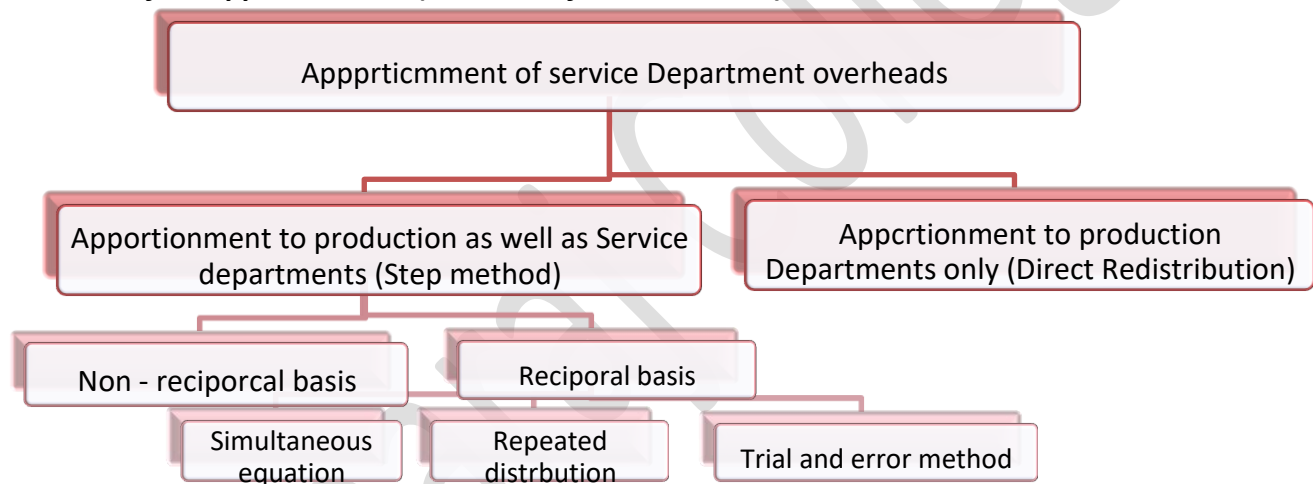 Appprticmment of service Department overheads
Apportionment to production as well as Service
departments (Step method)
Appcrtionment to production
Departments only (Direct Redistribution)
Non - reciporcal basis
Reciporal basis
Simultaneous
equation
Repeated
distrbution
Trial and error method